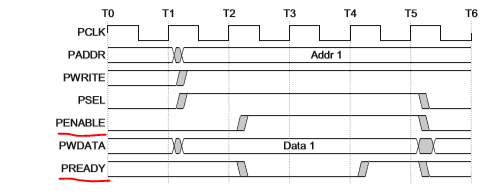 T0 T1 T2 T3 T4 T5 T6
PCLK
PADDR Addr 1
PWRITE
PSEL
PENABLE
PWDATA Data 1
PREADY